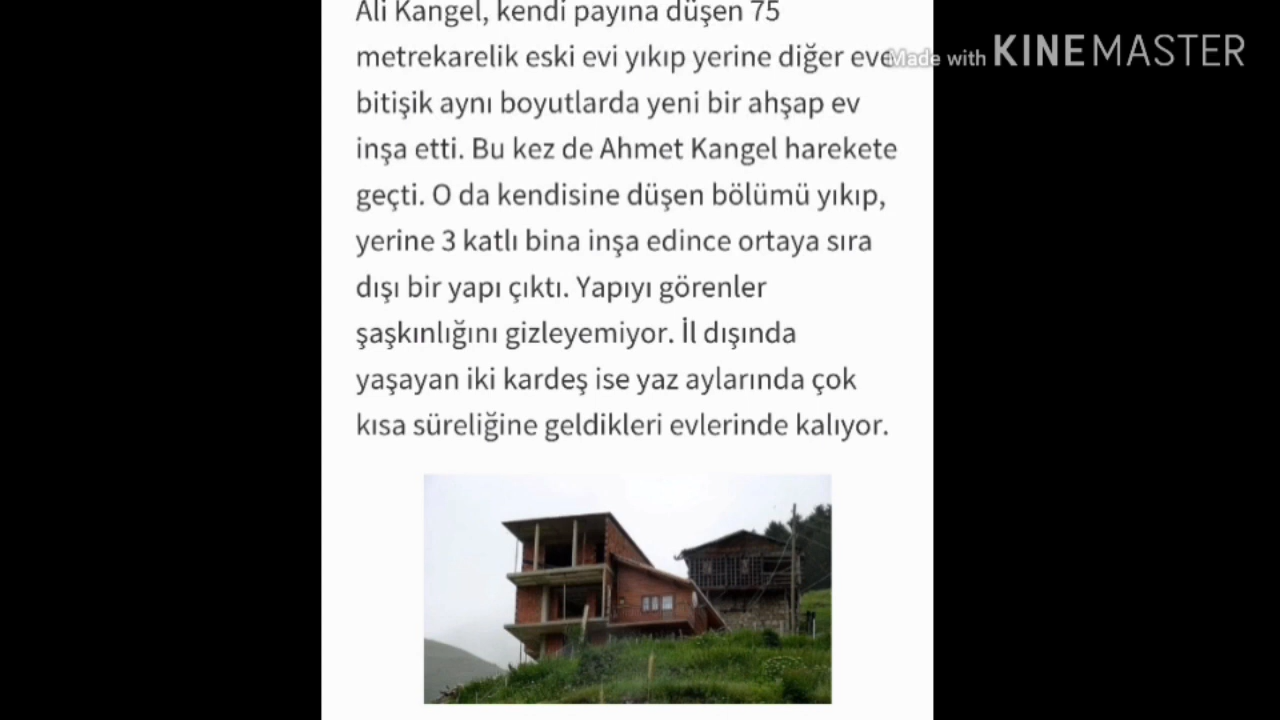 Ali Kangel, kendi payına düşen 75
metrekarelik eski evi yıkıp yerine diğer eve
bitişik aynı boyutlarda yeni bir ahşap ev
inşa etti. Bu kez de Ahmet Kangel harekete
geçti. O da kendisine düşen bölümü yıkıp,
yerine 3 katlı bina inşa edince ortaya sıra
dışı bir yapı çıktı. Yapıyı görenler
şaşkınlığını gizleyemiyor. İl dışında
yaşayan iki kardeş ise yaz aylarında çok
kısa süreliğine geldikleri evlerinde kalıyor.
Made with KINEMASTER